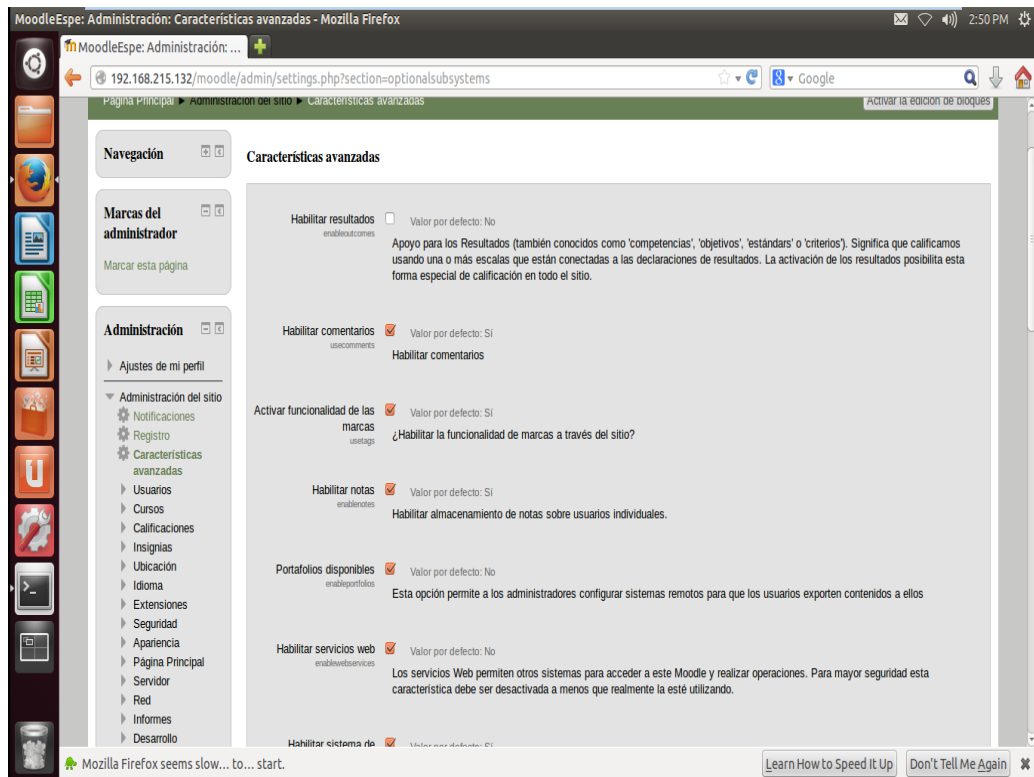 MoodleEspe: Administración: Características avanzadas - Mozilla Firefox
2:50 PM
MoodleEspe: Administración: ...
192.168.215.132/moodle/admin/settings.php?section=optionalsubsystems
Google
Página Principal ▶ Administración del sitio ▶ Características avanzadas
Activar la edición de bloques
Navegación
Marcas del
administrador
Marcar esta página
Administración
Ajustes de mi perfil
Administración del sitio
Notificaciones
Registro
Características
avanzadas
Usuarios
Cursos
Calificaciones
Insignias
Ubicación
Idioma
Extensiones
Seguridad
Apariencia
Página Principal
Servidor
Red
Informes
Desarrollo
Características avanzadas
Habilitar resultados
enableoutcomes
Valor por defecto: No
Apoyo para los Resultados (también conocidos como 'competencias', 'objetivos', 'estándars' o 'criterios'). Significa que calificamos
usando una o más escalas que están conectadas a las declaraciones de resultados. La activación de los resultados posibilita esta
forma especial de calificación en todo el sitio.
Habilitar comentarios
usecomments
Valor por defecto: Sí
Habilitar comentarios
Activar funcionalidad de las
marcas
usetags
Valor por defecto: Sí
¿Habilitar la funcionalidad de marcas a través del sitio?
Habilitar notas
enablenotes
Valor por defecto: Sí
Habilitar almacenamiento de notas sobre usuarios individuales.
Portafolios disponibles
enableportfolios
Valor por defecto: No
Esta opción permite a los administradores configurar sistemas remotos para que los usuarios exporten contenidos a ellos
Habilitar servicios web
enablewebservices
Valor por defecto: No
Los servicios Web permiten otros sistemas para acceder a este Moodle y realizar operaciones. Para mayor seguridad esta
característica debe ser desactivada a menos que realmente la esté utilizando.
Habilitar sistema de
Valor por defecto: Sí
Mozilla Firefox seems slow... to... start.
Learn How to Speed It Up
Don't Tell Me Again